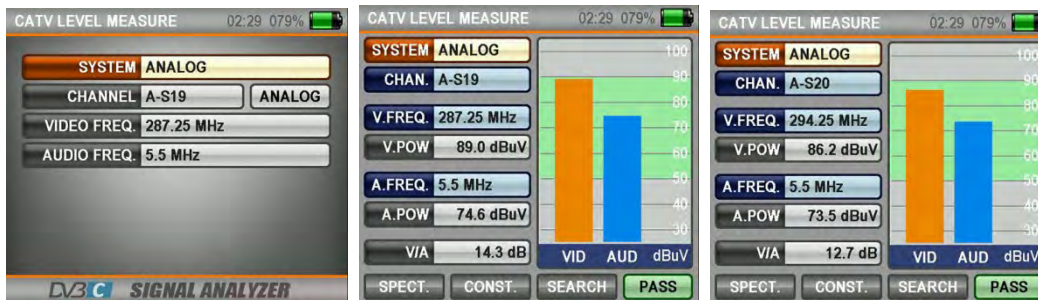 CATV LEVEL MEASURE 02:29 079%
SYSTEM ANALOG
CHANNEL A-S19 ANALOG
VIDEO FREQ. 287.25 MHz
AUDIO FREQ. 5.5 MHz
DVB C SIGNAL ANALYZER
CATV LEVEL MEASURE 02:29 079%
SYSTEM ANALOG
CHAN. A-S19
V.FREQ. 287.25 MHz
V.POW 89.0 dBuV
A.FREQ. 5.5 MHz
A.POW 74.6 dBuV
V/A 14.3 dB
100
90
80
70
60
50
40
30
VID AUD dBuV
SPECT. CONST. SEARCH PASS
CATV LEVEL MEASURE 02:29 079%
SYSTEM ANALOG
CHAN. A-S20
V.FREQ. 294.25 MHz
V.POW 86.2 dBuV
A.FREQ. 5.5 MHz
A.POW 73.5 dBuV
V/A 12.7 dB
100
90
80
70
60
50
40
30
VID AUD dBuV
SPECT. CONST. SEARCH PASS